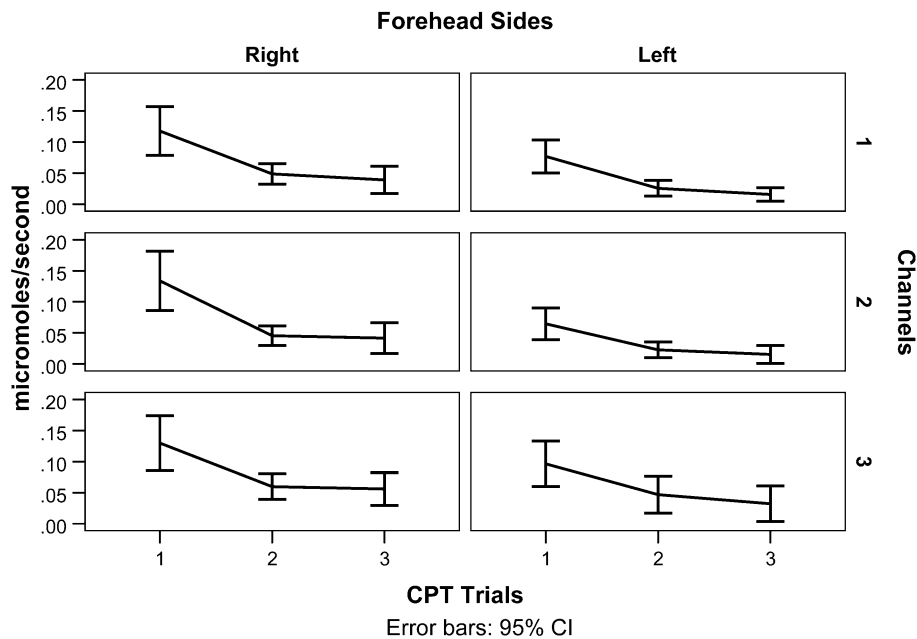 Forehead Sides
Right Left
.20
.15
.10
.05
.00
1
.20
.15
.10
.05
.00
2
.20
.15
.10
.05
.00
3
micromoles/second
Channels
1 2 3 1 2 3
CPT Trials
Error bars: 95% CI